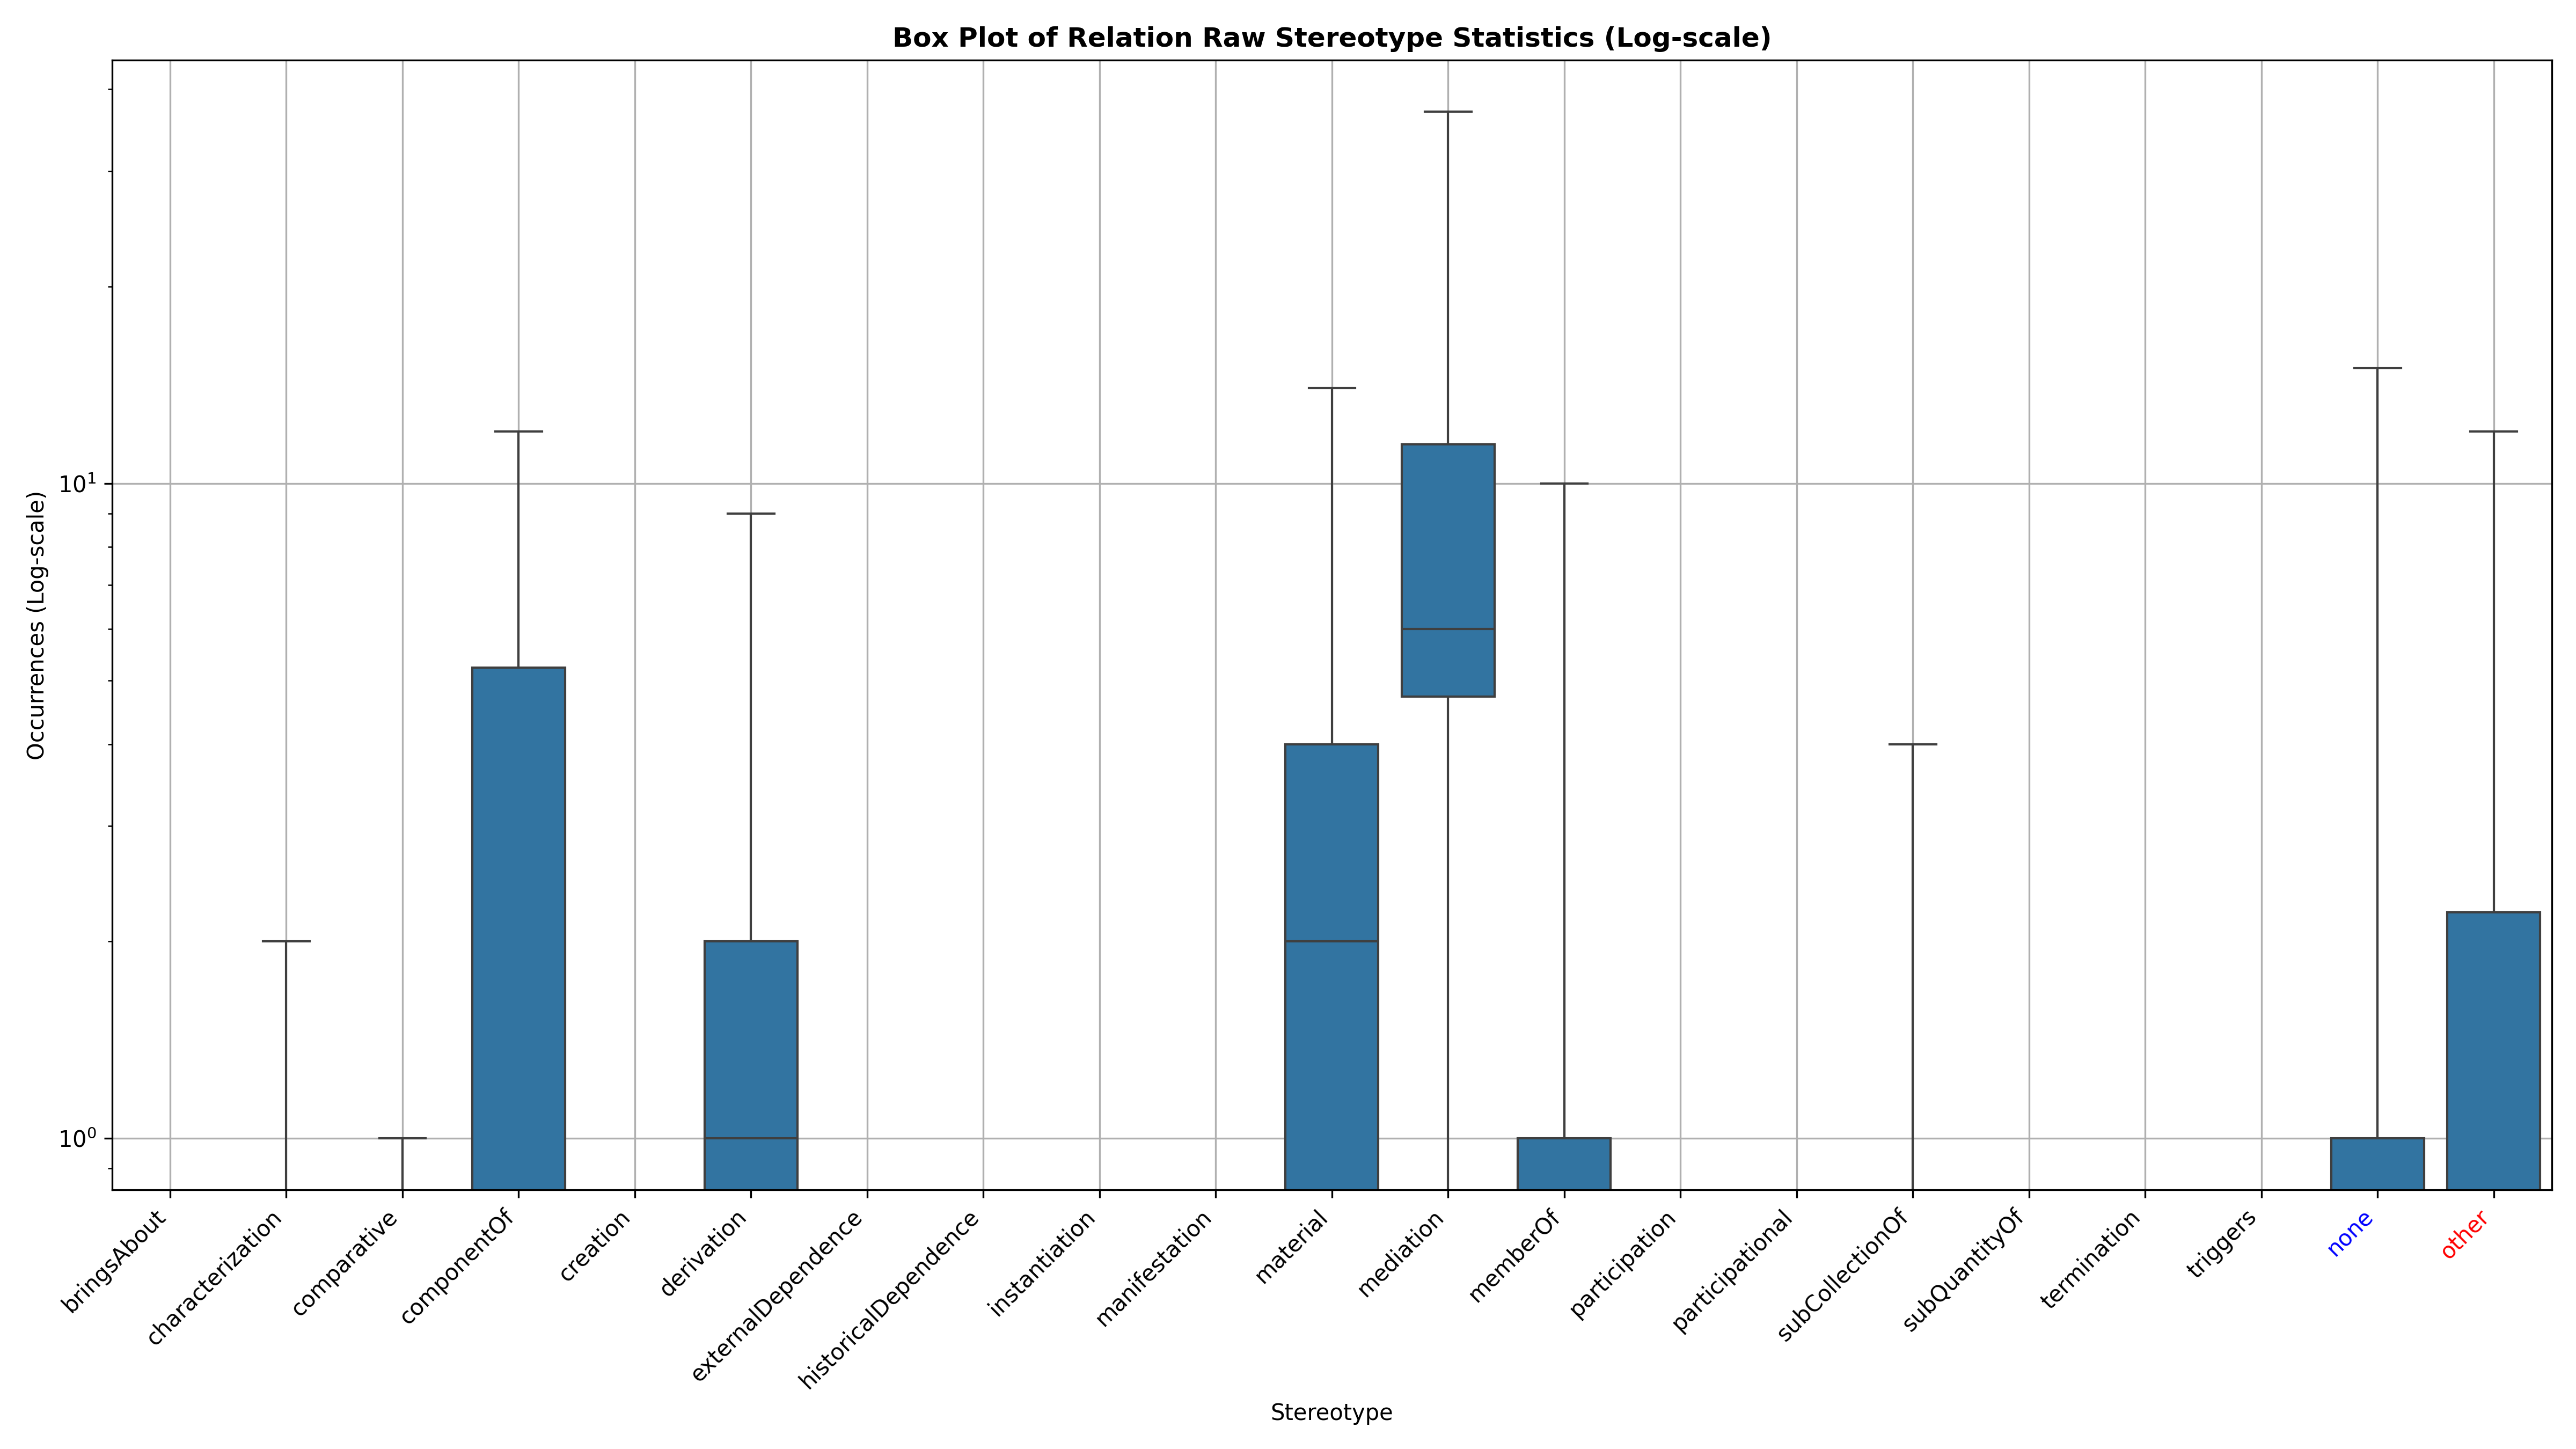 Box Plot of Relation Raw Stereotype Statistics (Log-scale)
Occurrences (Log-scale)
10¹
10⁰
bringsAbout
characterization
comparative
componentOf
creation
derivation
externalDependence
historicalDependence
instantiation
manifestation
material
mediation
memberOf
participation
participational
subCollectionOf
subQuantityOf
termination
triggers
none
other
Stereotype